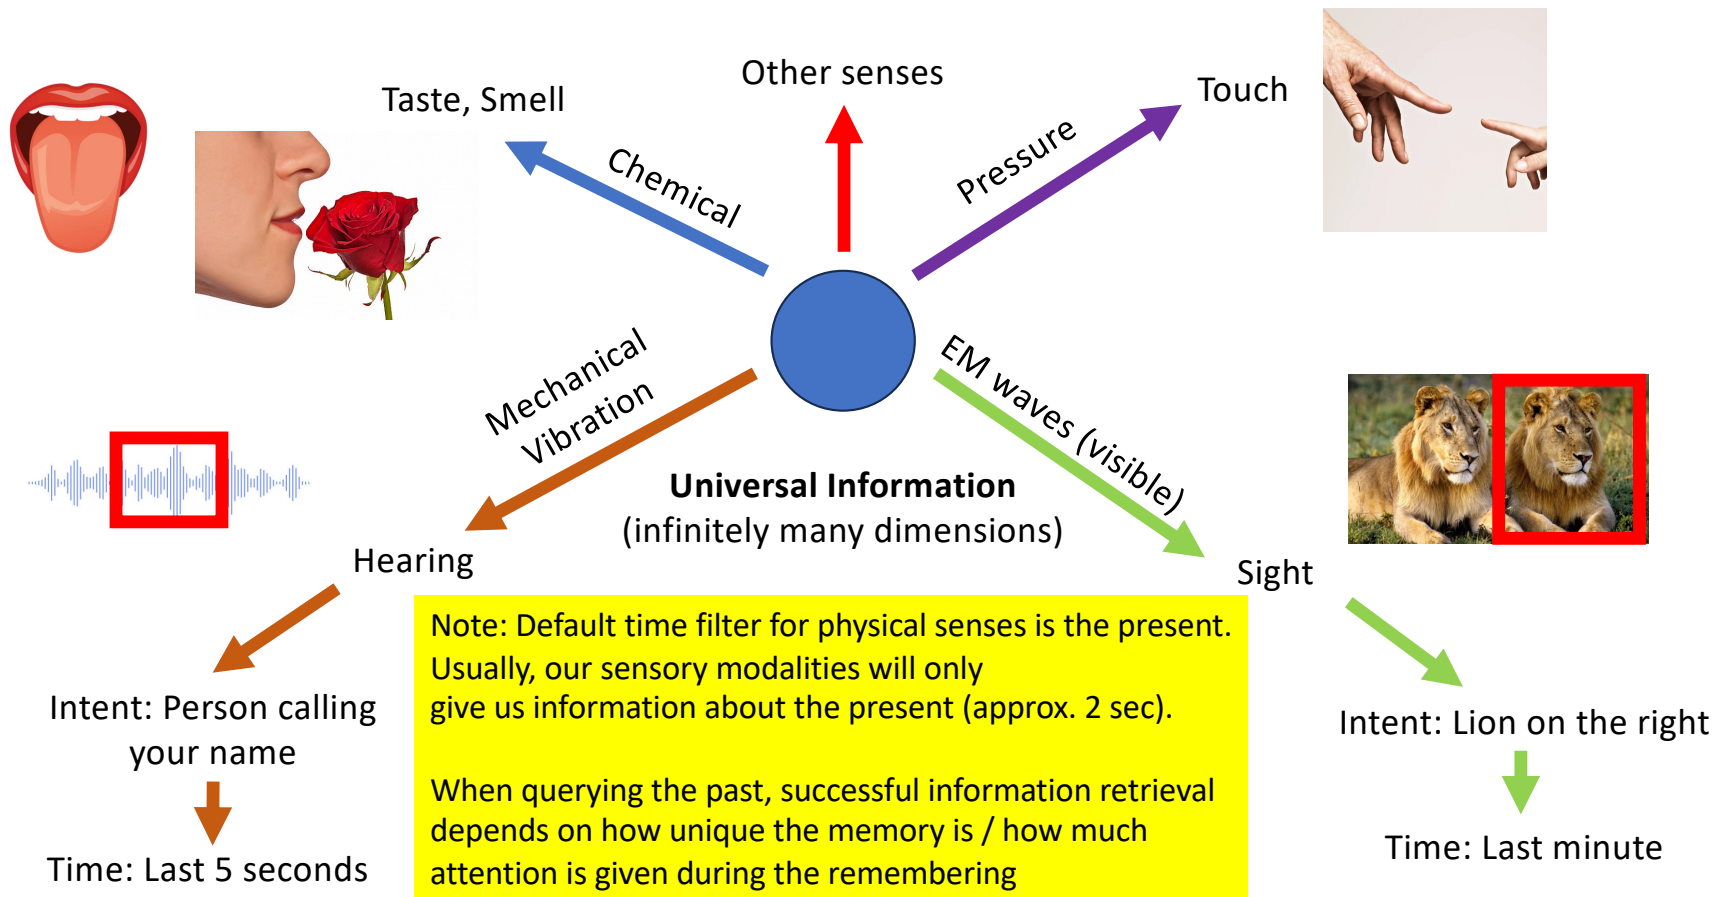 Other senses
Taste, Smell
Touch
Chemical
Pressure
Mechanical
Vibration
EM waves (visible)
Universal Information
(infinitely many dimensions)
Hearing
Sight
Note: Default time filter for physical senses is the present.
Usually, our sensory modalities will only
give us information about the present (approx. 2 sec).
When querying the past, successful information retrieval
depends on how unique the memory is / how much
attention is given during the remembering
Intent: Person calling
your name
Time: Last 5 seconds
Intent: Lion on the right
Time: Last minute